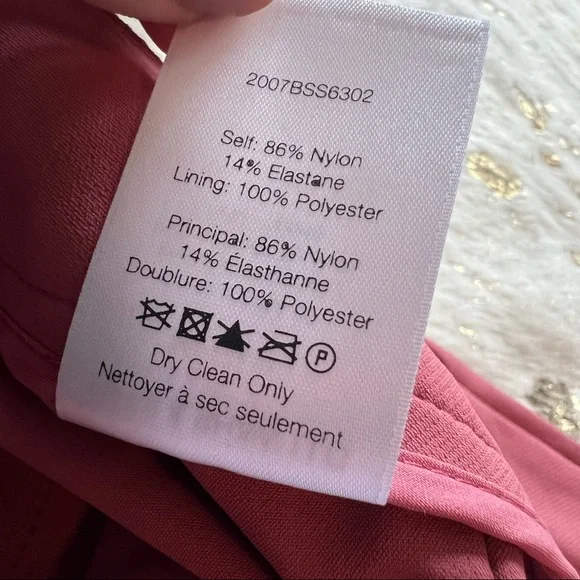 2007BSS6302
Self: 86% Nylon
14% Elastane
Lining: 100% Polyester
Principal: 86% Nylon
14% Élasthanne
Doublure: 100% Polyester
P
Dry Clean Only
Nettoyer à sec seulement